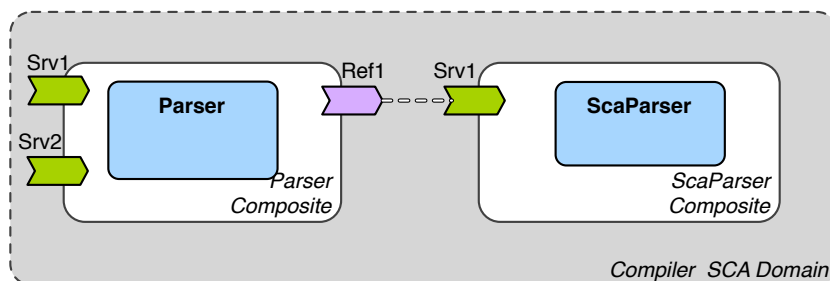 Srv1
Ref1
Srv1
Parser
ScaParser
Srv2
Parser
Composite
ScaParser
Composite
Compiler SCA Domain